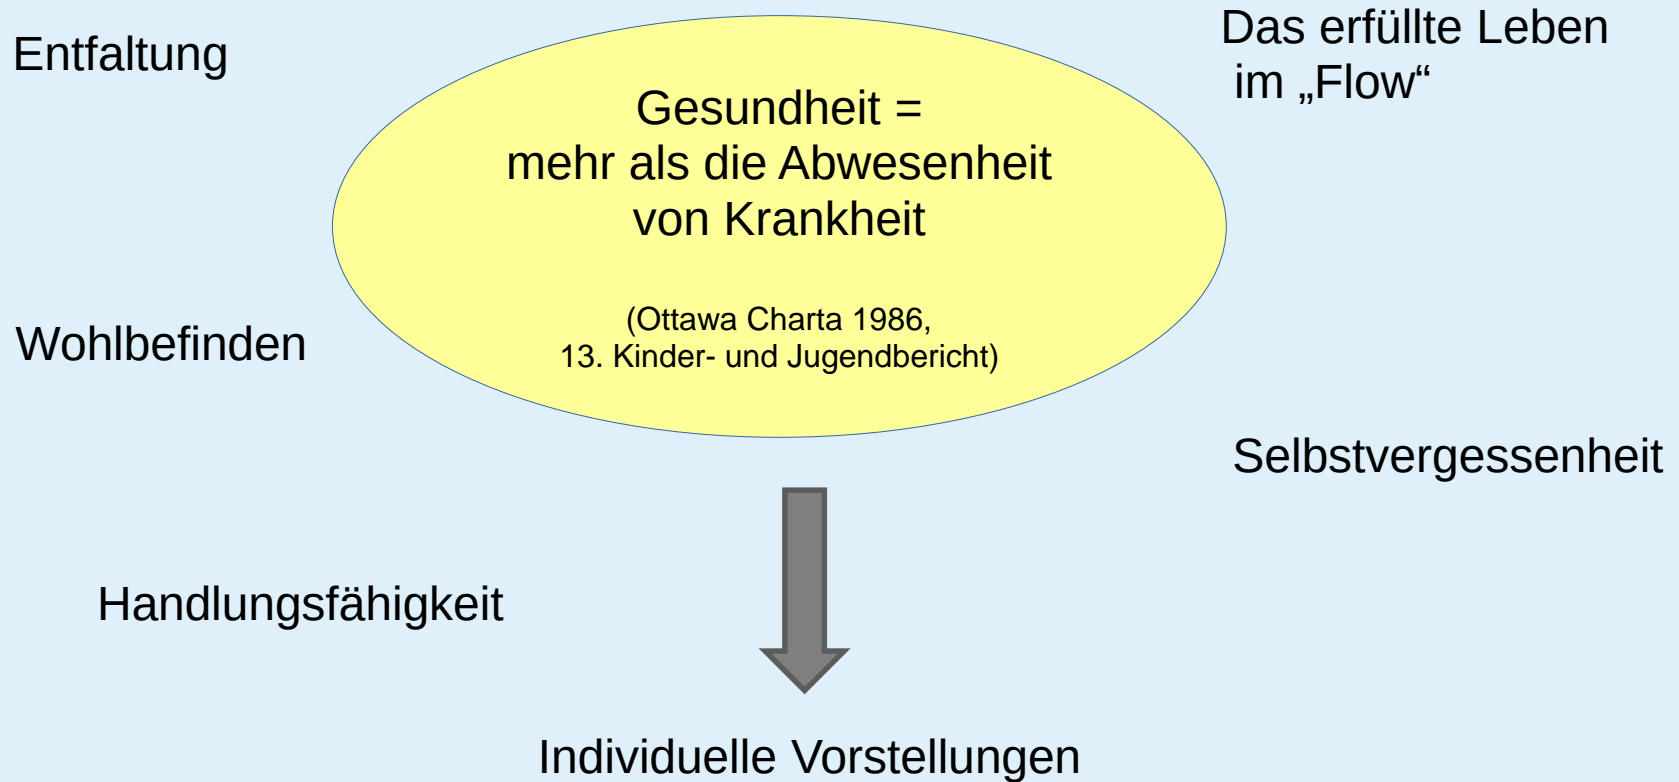 Entfaltung
Das erfüllte Leben
im „Flow“
Gesundheit =
mehr als die Abwesenheit
von Krankheit
(Ottawa Charta 1986,
13. Kinder- und Jugendbericht)
Wohlbefinden
Selbstvergessenheit
Handlungsfähigkeit
Individuelle Vorstellungen